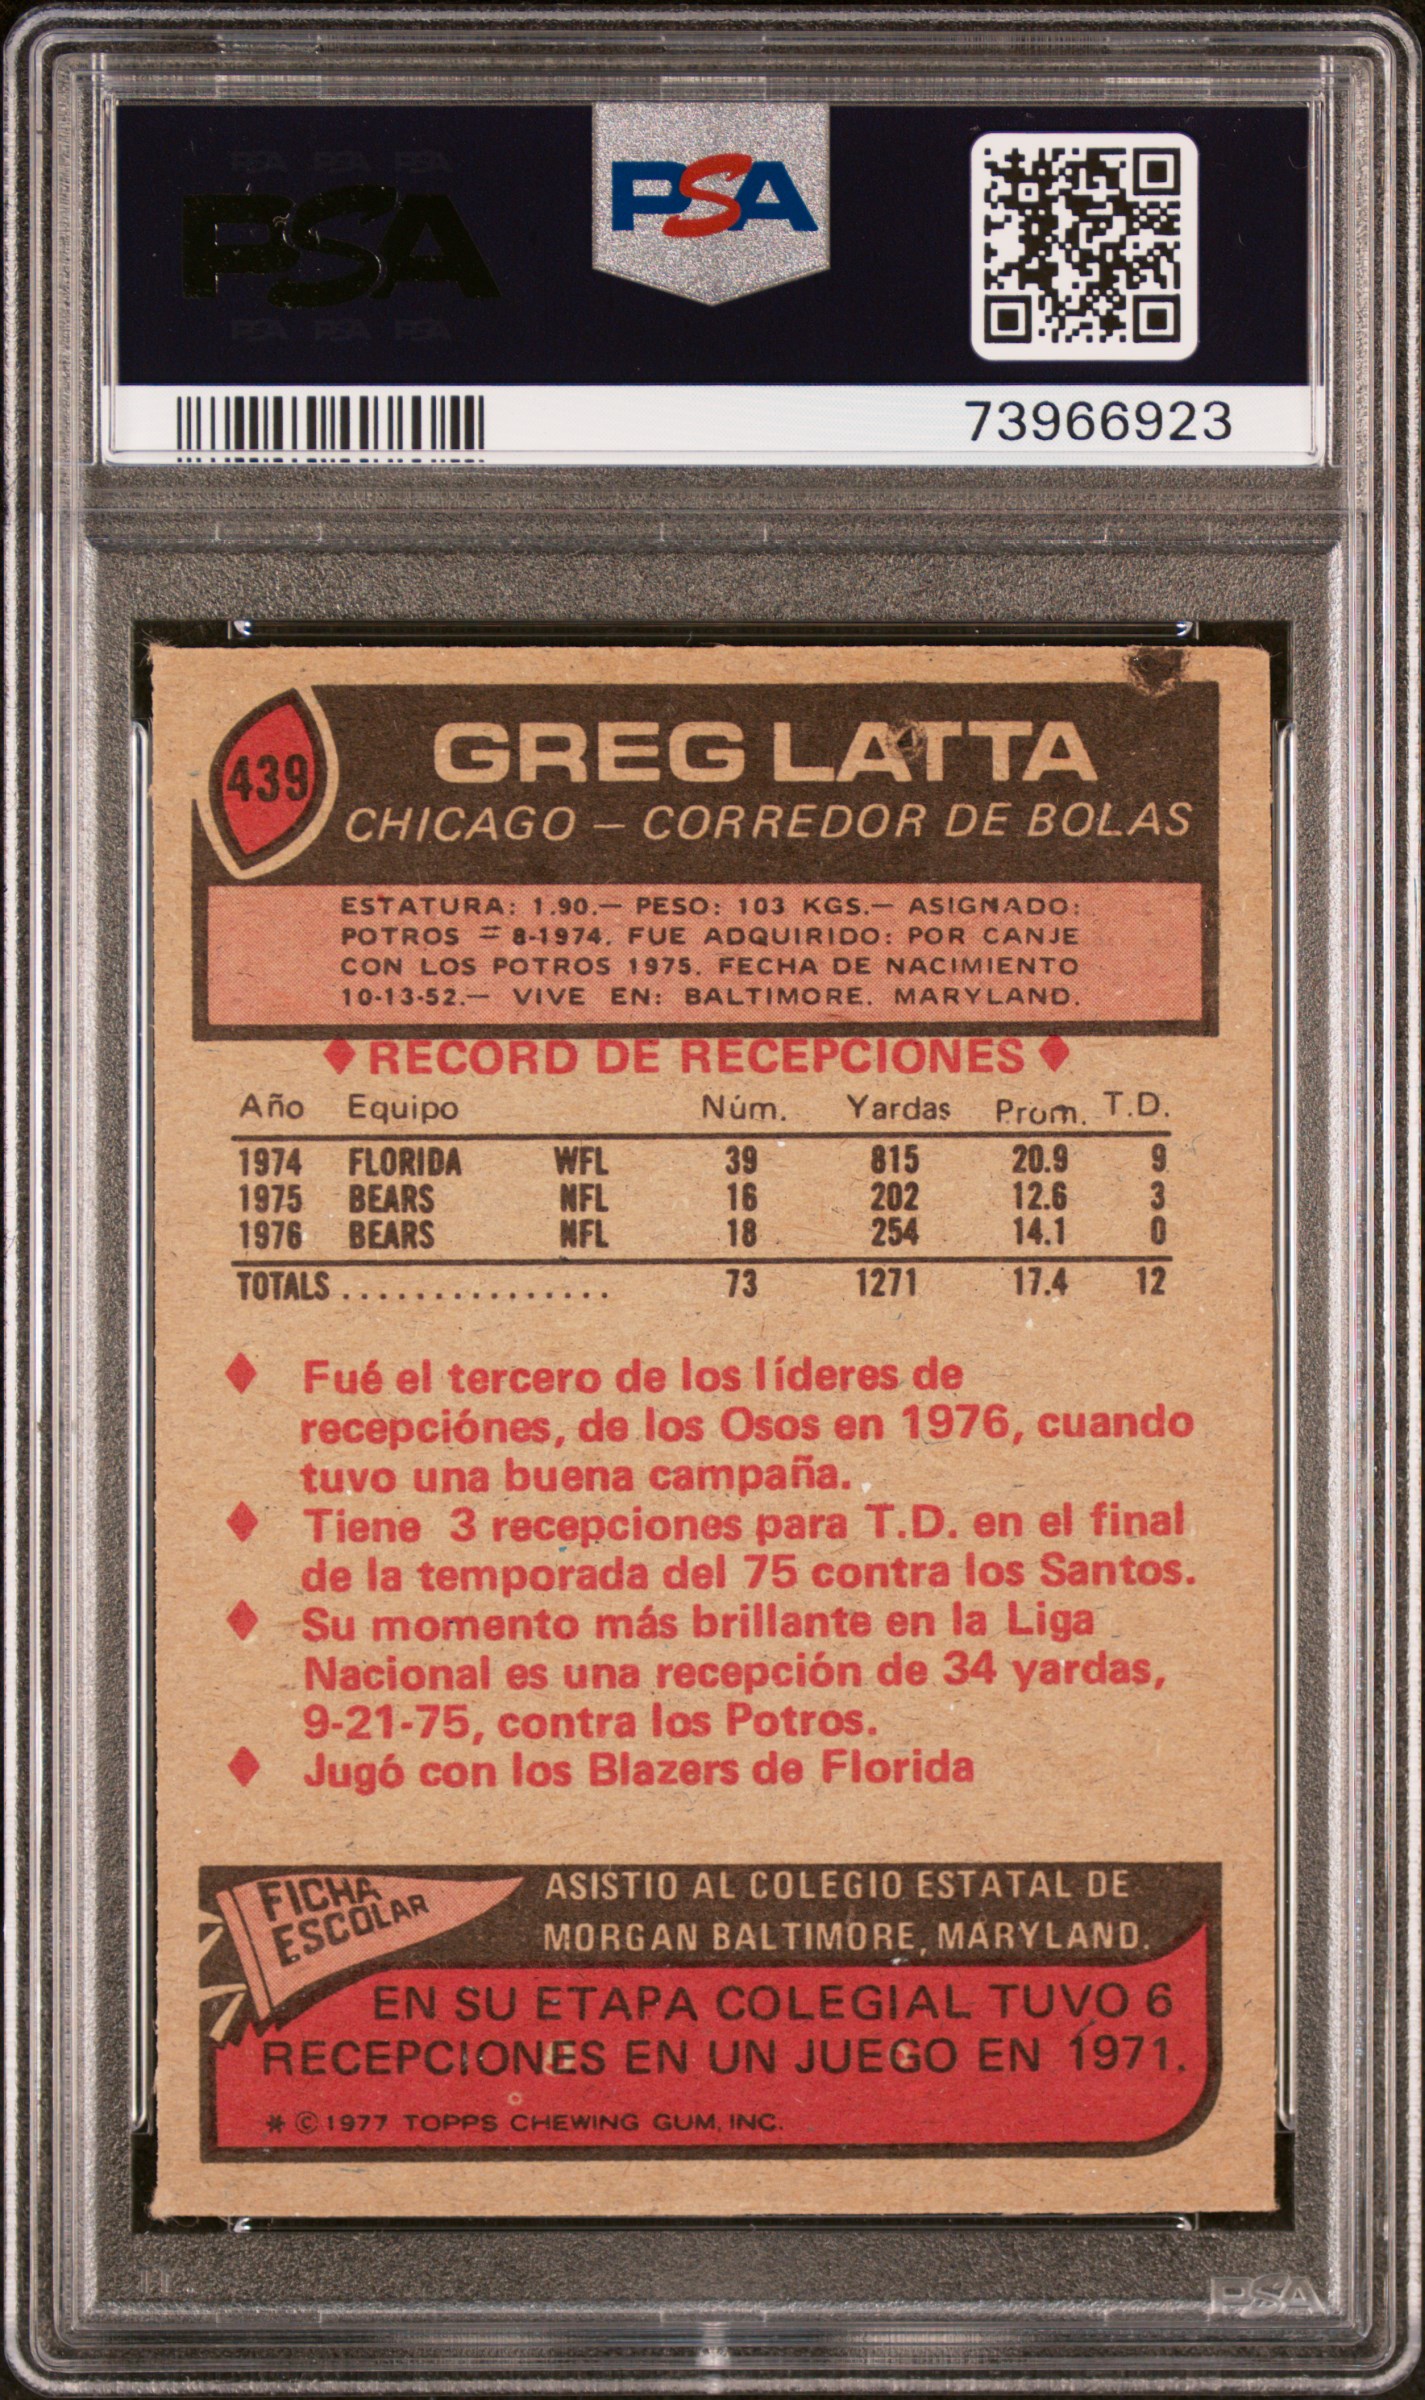 PSA PSA PSA
PSA
PSA PSA PSA
PSA
73966923
439
GREG LATTA
CHICAGO — CORREDOR DE BOLAS
ESTATURA: 1.90.— PESO: 103 KGS.— ASIGNADO:
POTROS # 8-1974. FUE ADQUIRIDO: POR CANJE
CON LOS POTROS 1975. FECHA DE NACIMIENTO
10-13-52.— VIVE EN: BALTIMORE. MARYLAND.
♦ RECORD DE RECEPCIONES ♦
Año Equipo Núm. Yardas Prom. T.D.
1974 FLORIDA WFL 39 815 20.9 9
1975 BEARS NFL 16 202 12.6 3
1976 BEARS NFL 18 254 14.1 0
TOTALS ............... 73 1271 17.4 12
♦ Fué el tercero de los líderes de
recepciónes, de los Osos en 1976, cuando
tuvo una buena campaña.
♦ Tiene 3 recepciones para T.D. en el final
de la temporada del 75 contra los Santos.
♦ Su momento más brillante en la Liga
Nacional es una recepción de 34 yardas,
9-21-75, contra los Potros.
♦ Jugó con los Blazers de Florida
FICHA
ESCOLAR
ASISTIO AL COLEGIO ESTATAL DE
MORGAN BALTIMORE, MARYLAND.
EN SU ETAPA COLEGIAL TUVO 6
RECEPCIONES EN UN JUEGO EN 1971.
* © 1977 TOPPS CHEWING GUM, INC.
PSA